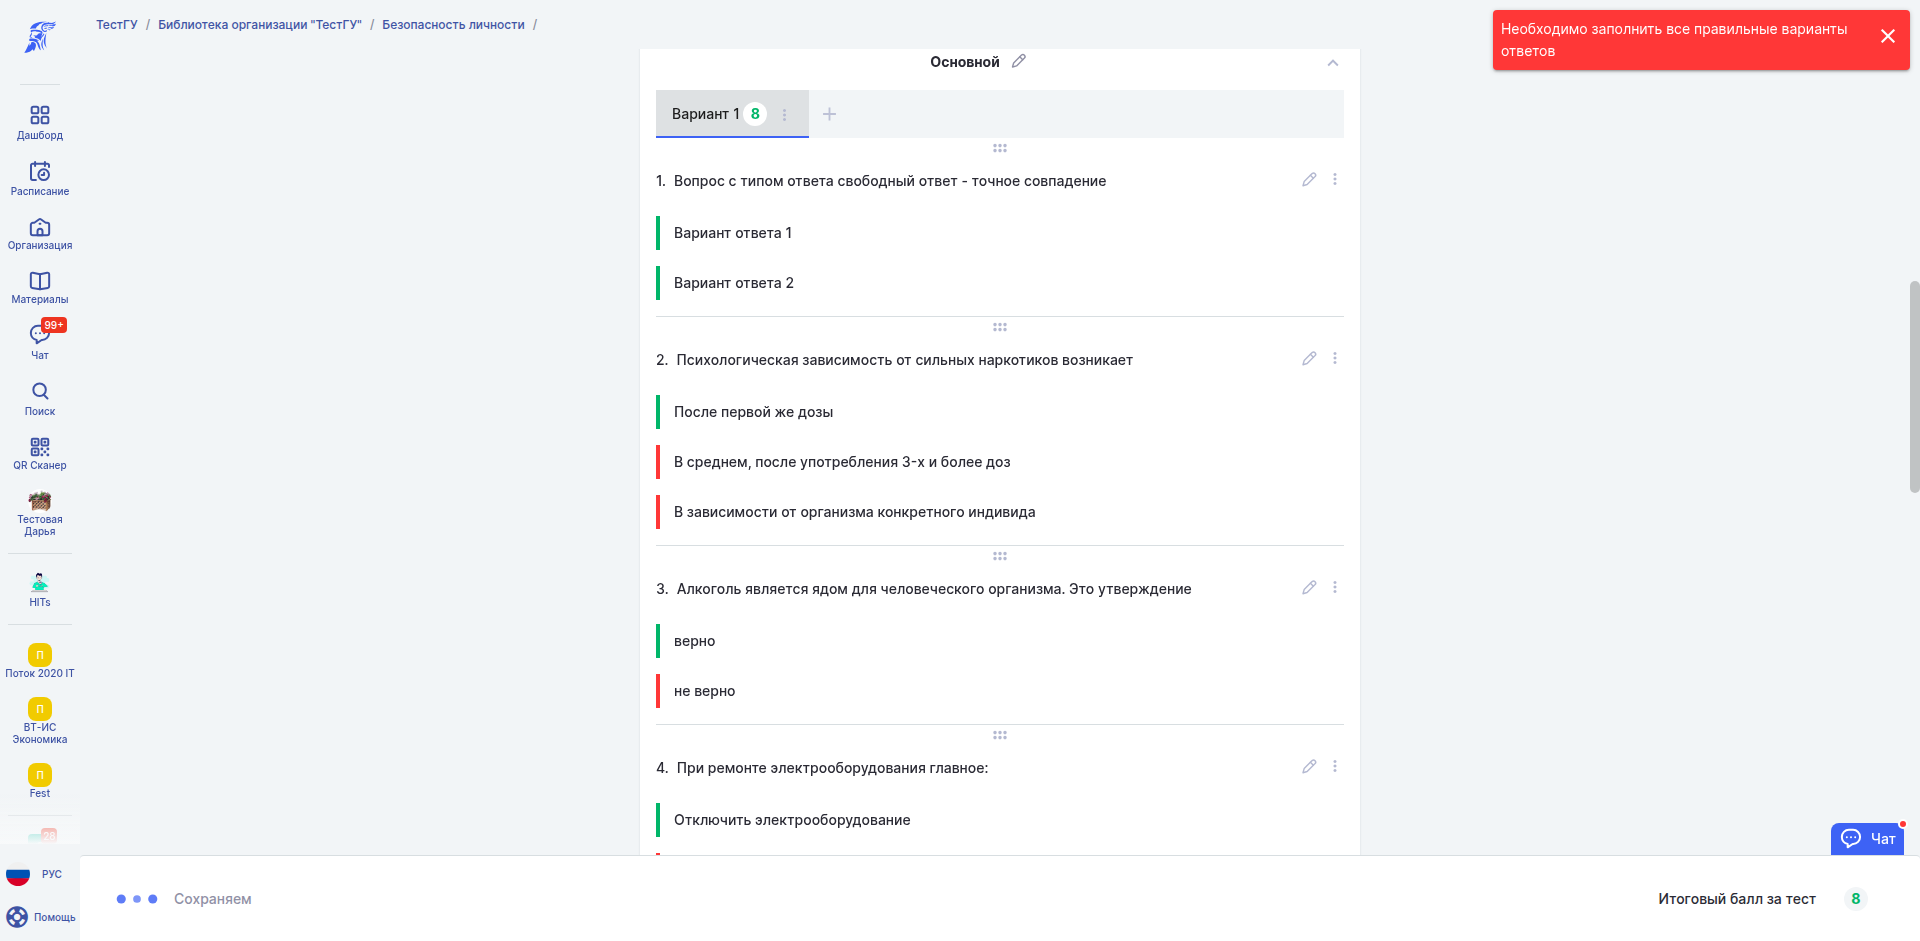 ТестГУ / Библиотека организации "ТестГУ" / Безопасность личности /
Необходимо заполнить все правильные варианты
ответов
Дашборд
Расписание
Организация
Материалы
99+
Чат
Поиск
QR Сканер
Тестовая
Дарья
HITs
П
Поток 2020 IT
П
ВТ-ИС
Экономика
П
Fest
28
РУС
Помощь
Основной
Вариант 1 8
1. Вопрос с типом ответа свободный ответ - точное совпадение
Вариант ответа 1
Вариант ответа 2
2. Психологическая зависимость от сильных наркотиков возникает
После первой же дозы
В среднем, после употребления 3-х и более доз
В зависимости от организма конкретного индивида
3. Алкоголь является ядом для человеческого организма. Это утверждение
верно
не верно
4. При ремонте электрооборудования главное:
Отключить электрооборудование
Чат
Сохраняем
Итоговый балл за тест 8